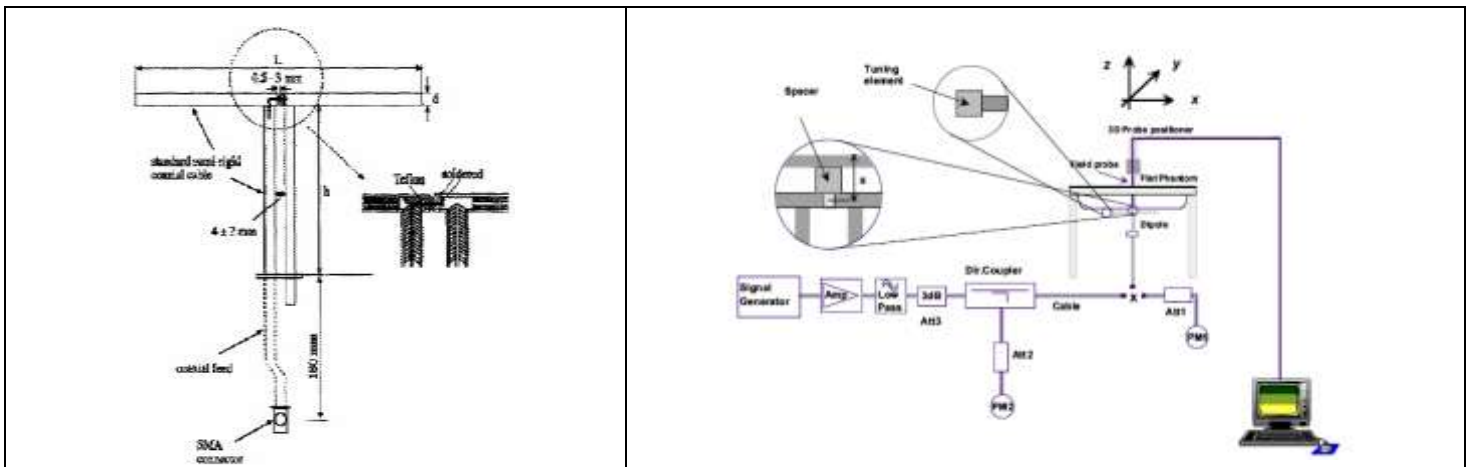 L
0.5-3 mm
d
standard semi-rigid
coaxial cable
Teflon
soldered
h
4 ± 2 mm
coaxial feed
160 mm
SMA
connector
z
y
x
Tuning
element
Spacer
3D Probe positioner
Field probe
Flat Phantom
s
Dipole
Dir.Coupler
Signal
Generator
Amp
Low
Pass
3dB
Att3
Cable
x
Att1
PM1
Att2
PM2